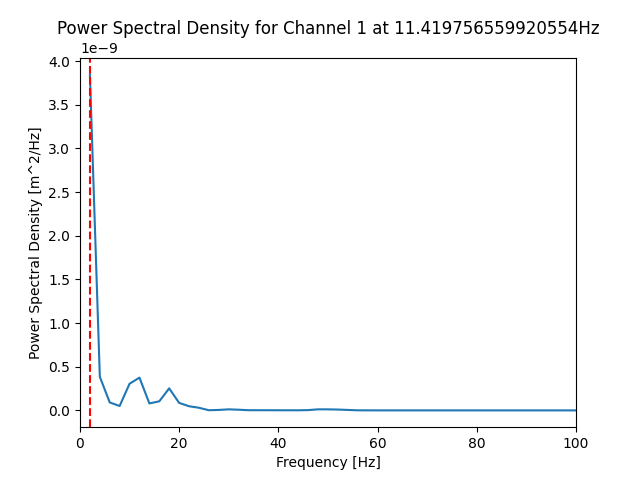 Power Spectral Density for Channel 1 at 11.419756559920554Hz
1e−9
4.0
3.5
3.0
2.5
2.0
1.5
1.0
0.5
0.0
Power Spectral Density [m^2/Hz]
0 20 40 60 80 100
Frequency [Hz]